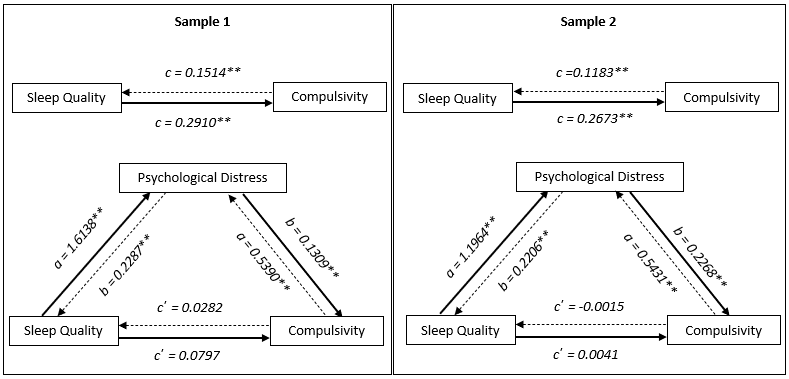 Sample 1
c = 0.1514**
Sleep Quality
Compulsivity
c = 0.2910**
Psychological Distress
a = 1.6138**
b = 0.2287**
b = 0.1309**
a = 0.5390**
c' = 0.0282
Sleep Quality
Compulsivity
c' = 0.0797
Sample 2
c =0.1183**
Sleep Quality
Compulsivity
c = 0.2673**
Psychological Distress
a = 1.1964**
b = 0.2206**
b = 0.2268**
a = 0.5431**
c' = -0.0015
Sleep Quality
Compulsivity
c' = 0.0041